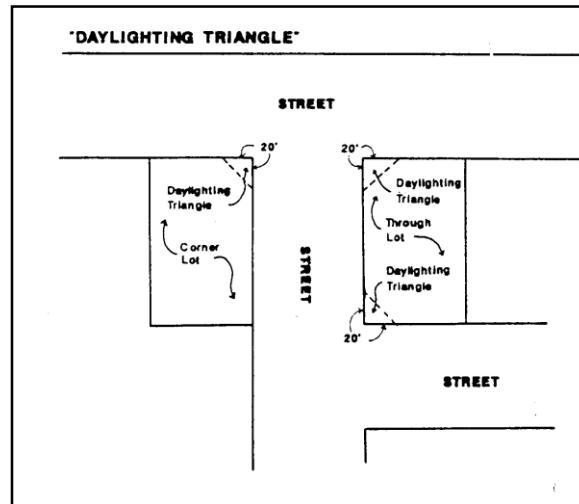 "DAYLIGHTING TRIANGLE"
STREET
20'
20'
Daylighting
Triangle
Corner
Lot
STREET
Daylighting
Triangle
Through
Lot
Daylighting
Triangle
20'
STREET